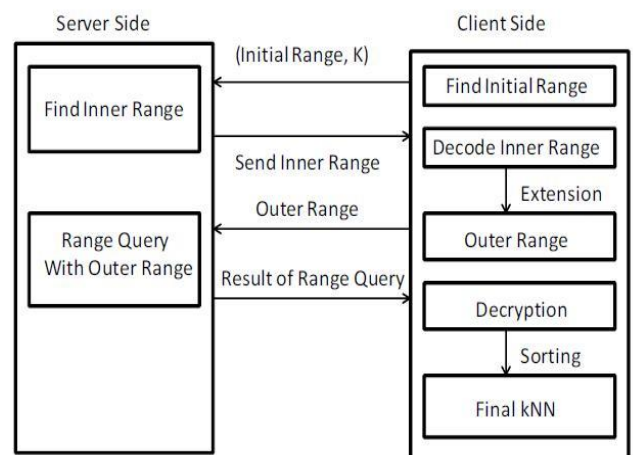 Server Side
Client Side
(Initial Range, K)
Find Initial Range
Find Inner Range
Decode Inner Range
Send Inner Range
Extension
Outer Range
Outer Range
Range Query
With Outer Range
Result of Range Query
Decryption
Sorting
Final kNN